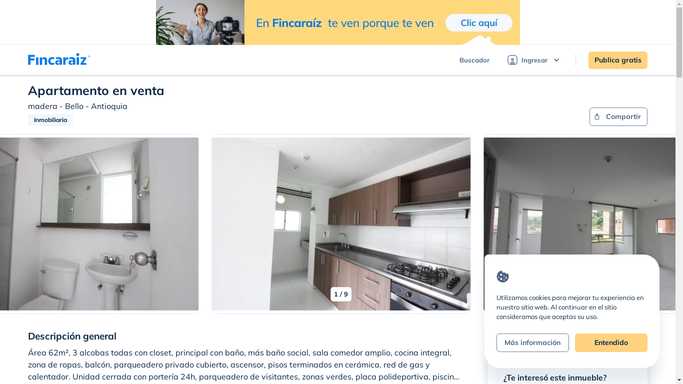 En Fincaraíz te ven porque te ven
Clic aquí
Fincaraiz
Buscador
Ingresar
Publica gratis
Apartamento en venta
madera - Bello - Antioquia
Inmobiliaria
Compartir
1 / 9
Utilizamos cookies para mejorar tu experiencia en
nuestro sitio web. Al continuar en el sitio
consideramos que aceptas su uso.
Más información
Entendido
Descripción general
Área 62m², 3 alcobas todas con closet, principal con baño, más baño social, sala comedor amplio, cocina integral,
zona de ropas, balcón, parqueadero privado cubierto, ascensor, pisos terminados en cerámica, red de gas y
calentador. Unidad cerrada con portería 24h, parqueadero de visitantes, zonas verdes, placa polideportiva, piscin...
¿Te interesó este inmueble?